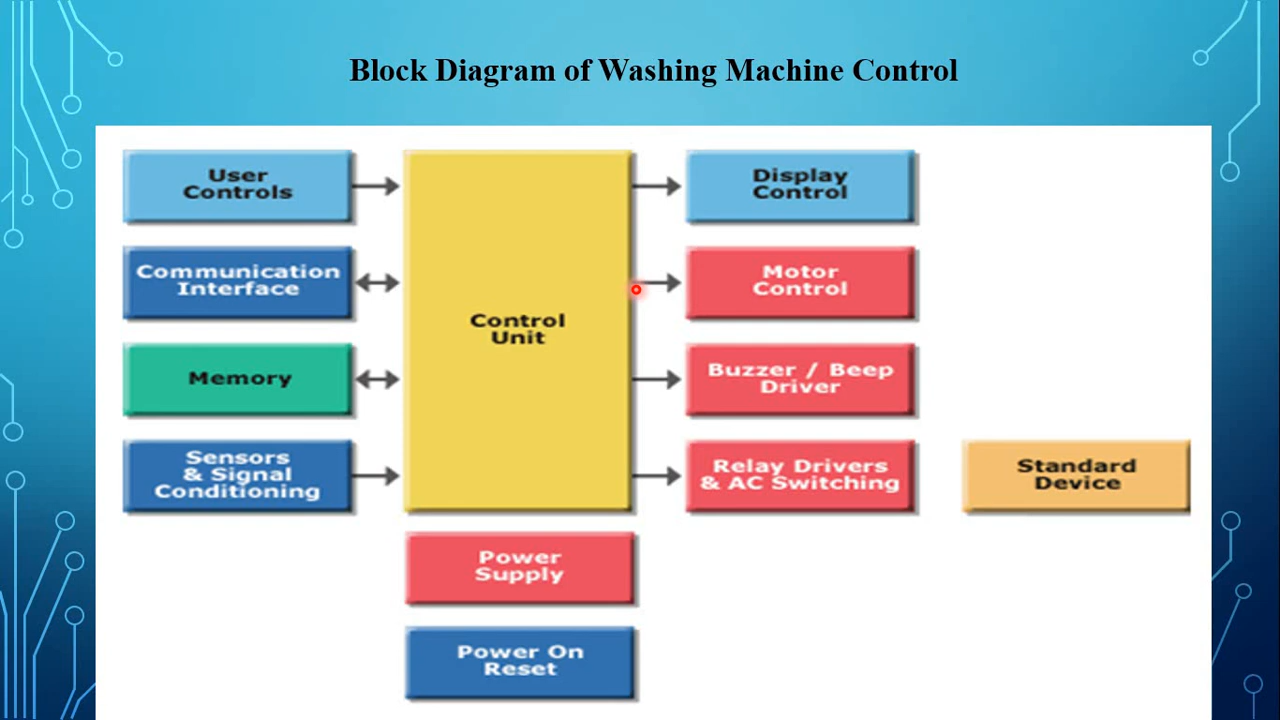 Block Diagram of Washing Machine Control
User
Controls
Communication
Interface
Memory
Sensors
& Signal
Conditioning
Control
Unit
Display
Control
Motor
Control
Buzzer / Beep
Driver
Relay Drivers
& AC Switching
Standard
Device
Power
Supply
Power On
Reset